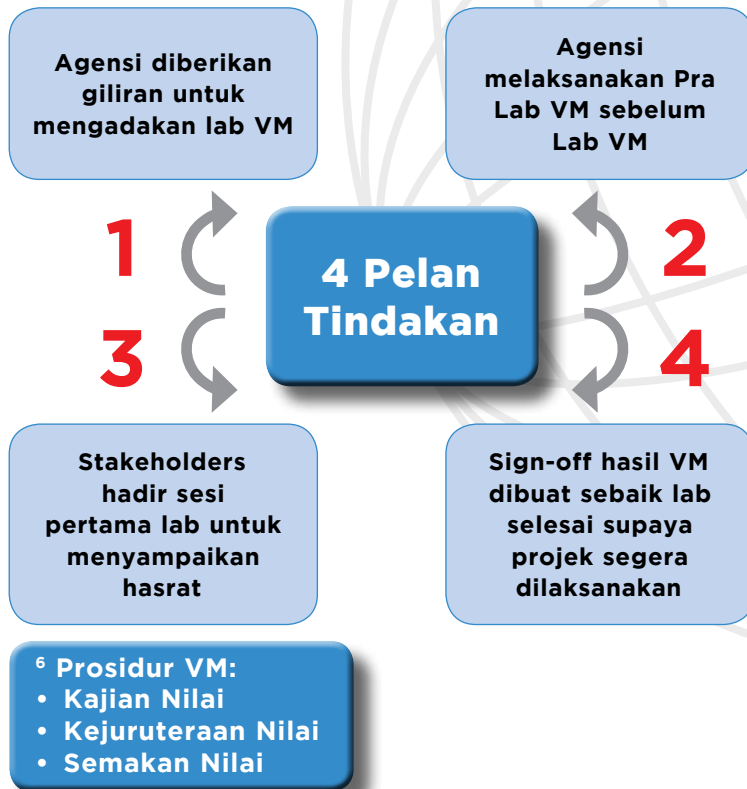 Agensi diberikan
giliran untuk
mengadakan lab VM
Agensi
melaksanakan Pra
Lab VM sebelum
Lab VM
1
2
4 Pelan
Tindakan
3
4
Stakeholders
hadir sesi
pertama lab untuk
menyampaikan
hasrat
Sign-off hasil VM
dibuat sebaik lab
selesai supaya
projek segera
dilaksanakan
⁶ Prosidur VM:
• Kajian Nilai
• Kejuruteraan Nilai
• Semakan Nilai